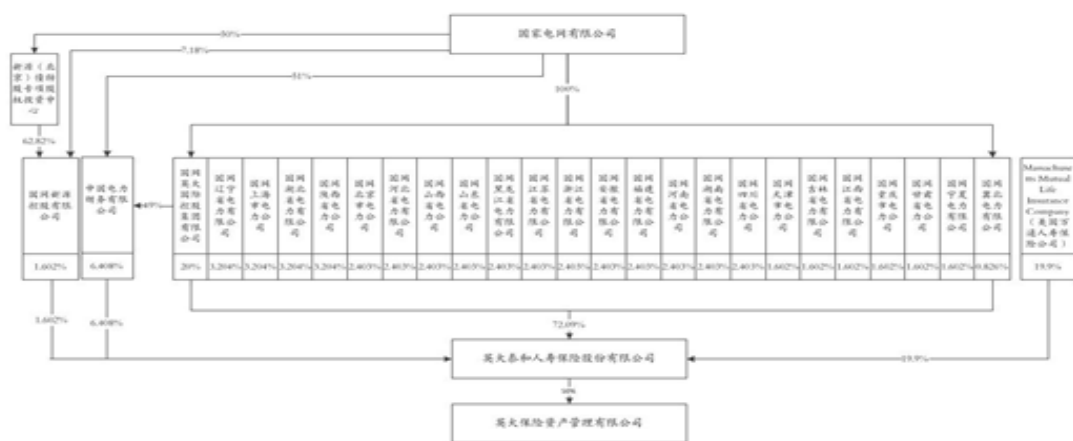 国家电网有限公司
50%
7.18%
51%
100%
62.82%
国网新源控股有限公司
中国电力财务有限公司
49%
国网英大国际控股集团有限公司
国网辽宁省电力有限公司
国网上海市电力公司
国网湖北省电力有限公司
国网陕西省电力公司
国网北京市电力公司
国网河北省电力有限公司
国网山西省电力公司
国网山东省电力公司
国网黑龙江省电力有限公司
国网江苏省电力有限公司
国网浙江省电力有限公司
国网安徽省电力有限公司
国网福建省电力有限公司
国网河南省电力公司
国网湖南省电力有限公司
国网四川省电力公司
国网天津市电力公司
国网吉林省电力有限公司
国网江西省电力有限公司
国网重庆市电力公司
国网甘肃省电力公司
国网宁夏电力有限公司
国网冀北电力有限公司
Mutual
Life
Insurance
Company
（美国万通人寿保险公司）
1.602%
6.408%
20%
3.204%
3.204%
3.204%
3.204%
2.403%
2.403%
2.403%
2.403%
2.403%
2.403%
2.403%
2.403%
2.403%
2.403%
2.403%
2.403%
1.602%
1.602%
1.602%
1.602%
1.602%
1.602%
0.826%
19.9%
1.602%
6.408%
72.09%
19.9%
英大泰和人寿保险股份有限公司
英大保险资产管理有限公司